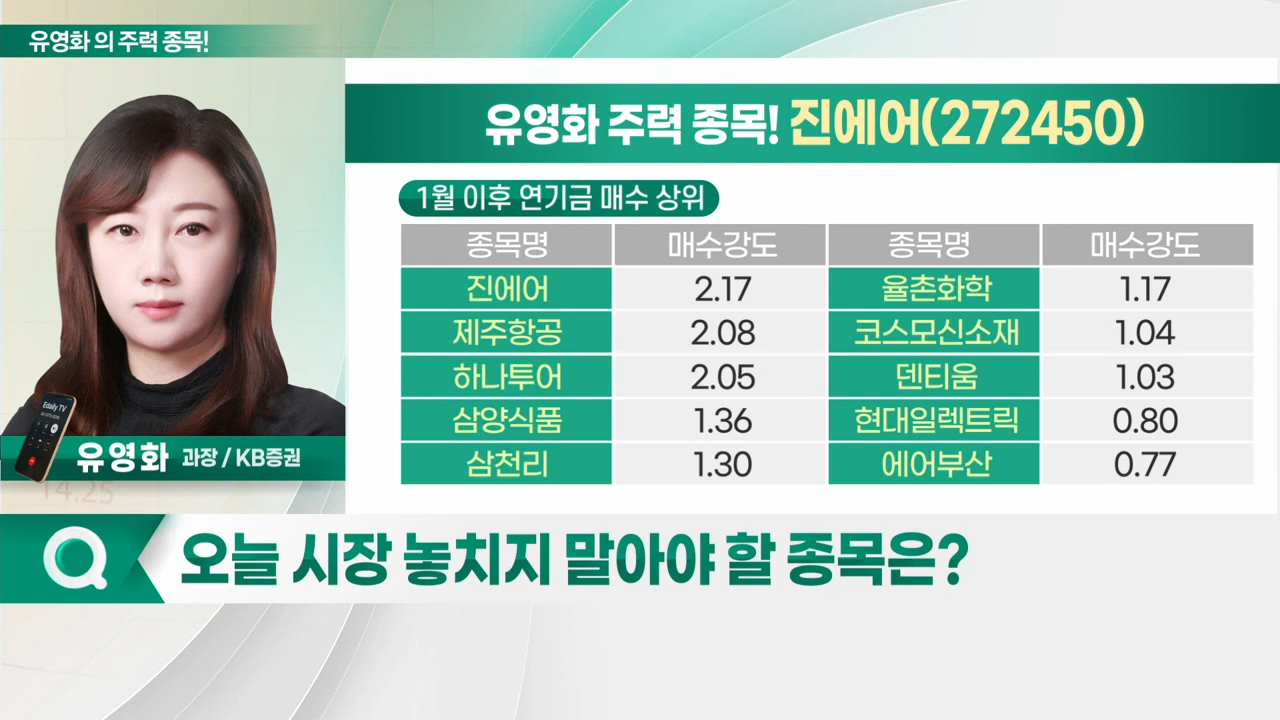 유영화 의 주력 종목!
유영화 주력 종목! 진에어(272450)
1월 이후 연기금 매수 상위
종목명 매수강도 종목명 매수강도
진에어 2.17 율촌화학 1.17
제주항공 2.08 코스모신소재 1.04
하나투어 2.05 덴티움 1.03
삼양식품 1.36 현대일렉트릭 0.80
삼천리 1.30 에어부산 0.77
Edaily TV
유영화 과장 / KB증권
14:25
오늘 시장 놓치지 말아야 할 종목은?